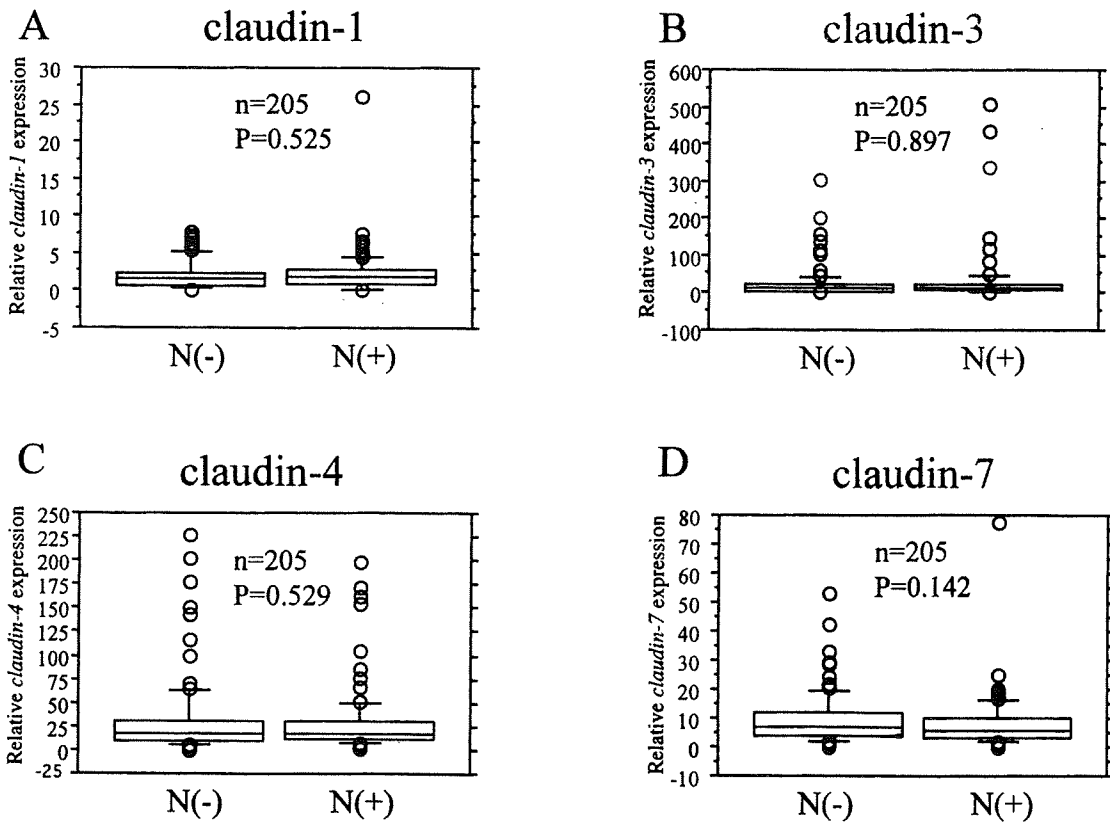 A
claudin-1
Relative claudin-1 expression
30
25
20
15
10
5
0
-5
n=205
P=0.525
N(-)
N(+)
B
claudin-3
Relative claudin-3 expression
600
500
400
300
200
100
0
-100
n=205
P=0.897
N(-)
N(+)
C
claudin-4
Relative claudin-4 expression
250
225
200
175
150
125
100
75
50
25
0
-25
n=205
P=0.529
N(-)
N(+)
D
claudin-7
Relative claudin-7 expression
80
70
60
50
40
30
20
10
0
-10
n=205
P=0.142
N(-)
N(+)